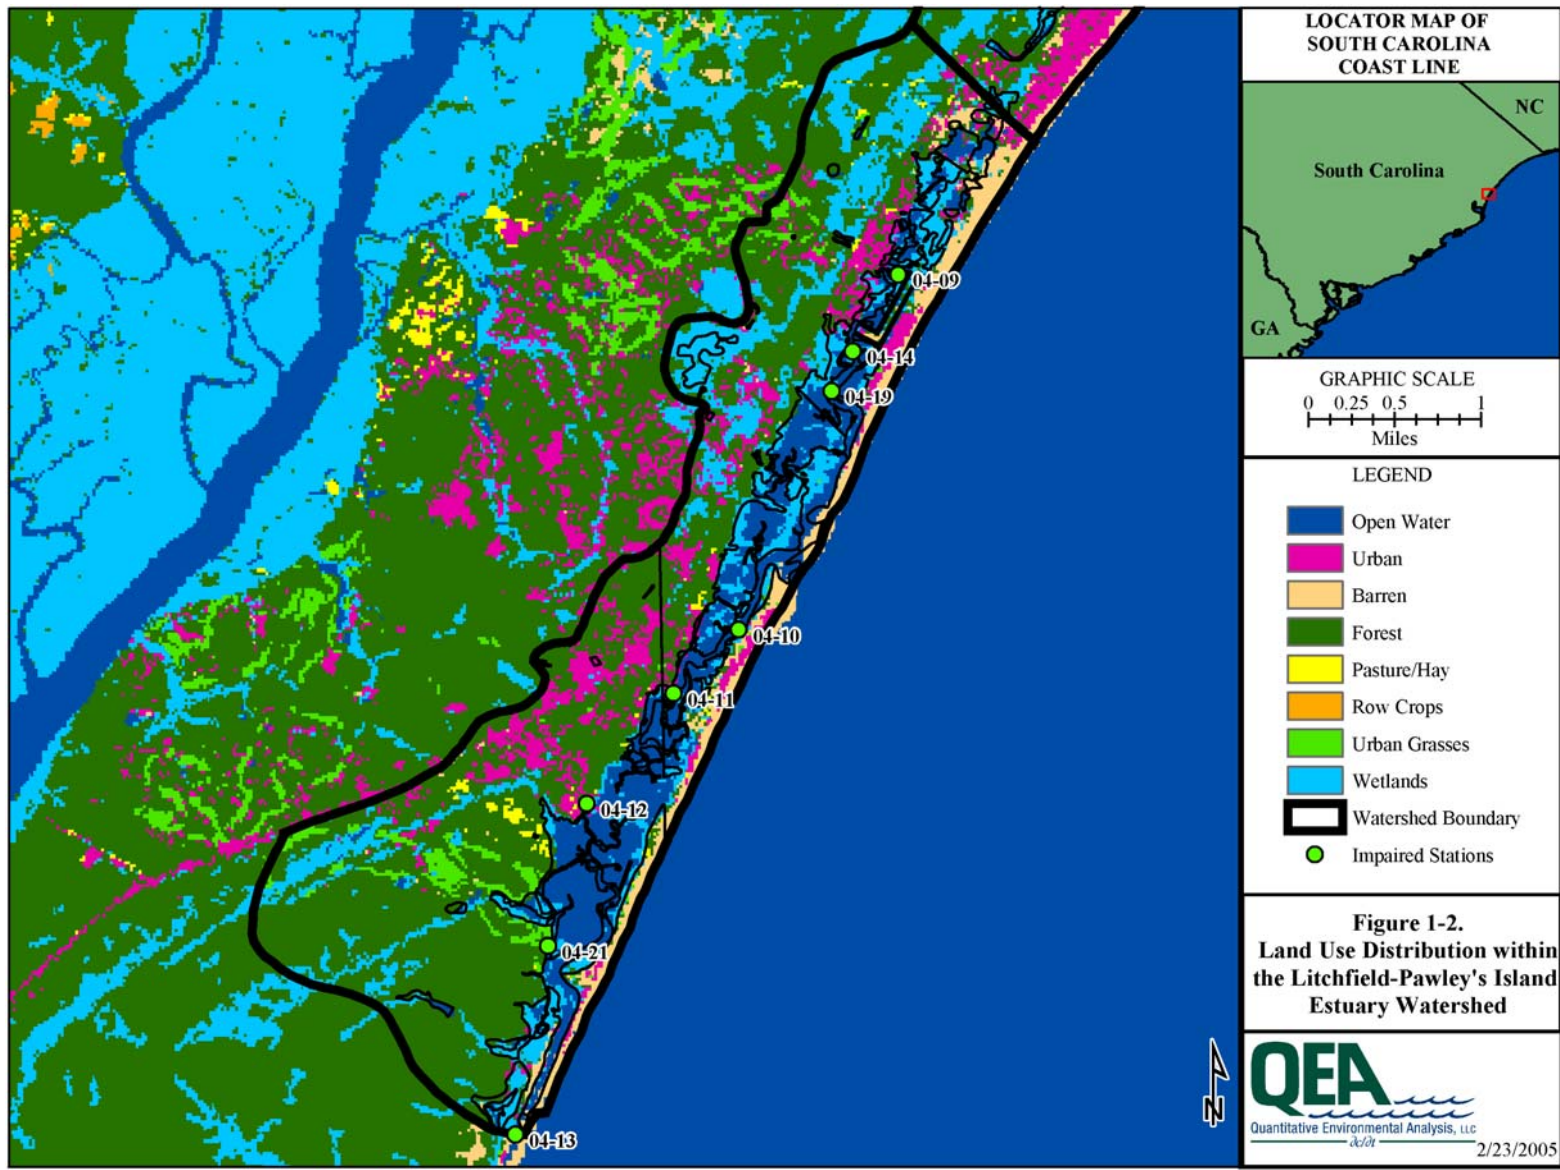 LOCATOR MAP OF
SOUTH CAROLINA
COAST LINE
NC
South Carolina
GA
GRAPHIC SCALE
0 0.25 0.5 1
Miles
LEGEND
Open Water
Urban
Barren
Forest
Pasture/Hay
Row Crops
Urban Grasses
Wetlands
Watershed Boundary
Impaired Stations
Figure 1-2.
Land Use Distribution within
the Litchfield-Pawley's Island
Estuary Watershed
QEA
Quantitative Environmental Analysis, LLC
∂c/∂t
2/23/2005
04-09
04-14
04-19
04-10
04-11
04-12
04-21
04-13
N